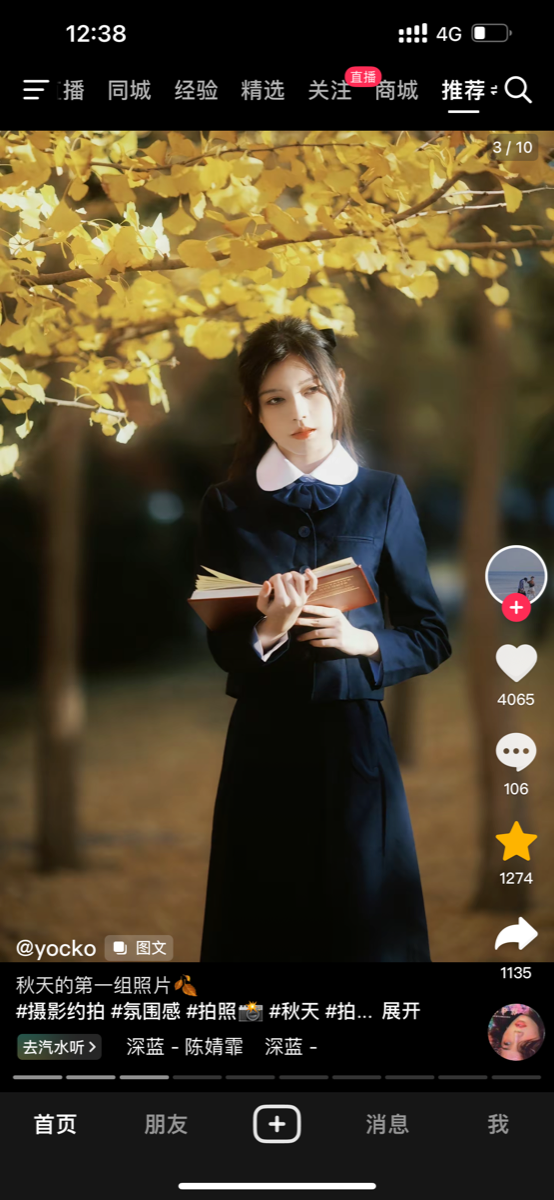 12:38 4G
播 同城 经验 精选 关注 直播 商城 推荐
3 / 10
4065
106
1274
1135
@yocko 图文
秋天的第一组照片🍂
#摄影约拍 #氛围感 #拍照📸 #秋天 #拍... 展开
去汽水听 深蓝 - 陈婧霏 深蓝 -
首页 朋友 消息 我